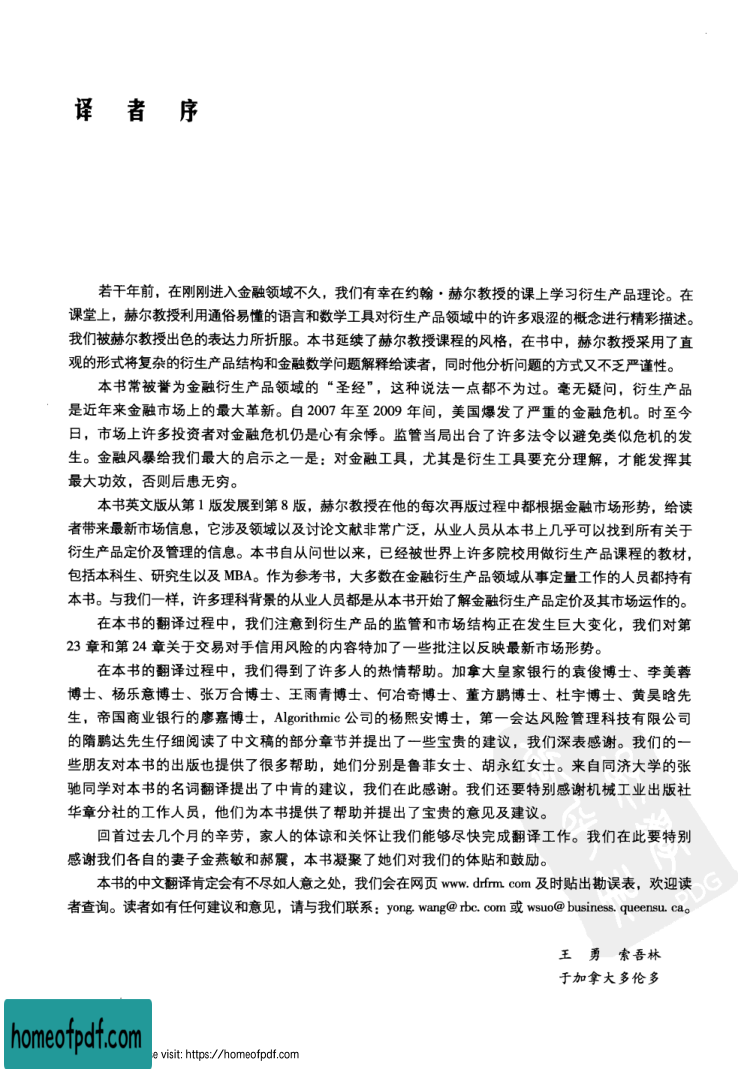 译者序
若干年前，在刚刚进入金融领域不久，我们有幸在约翰·赫尔教授的课上学习衍生产品理论。在
课堂上，赫尔教授利用通俗易懂的语言和数学工具对衍生产品领域中的许多艰涩的概念进行精彩描述。
我们被赫尔教授出色的表达力所折服。本书延续了赫尔教授课程的风格，在书中，赫尔教授采用了直
观的形式将复杂的衍生产品结构和金融数学问题解释给读者，同时他分析问题的方式又不乏严谨性。
本书常被誉为金融衍生产品领域的“圣经”，这种说法一点都不为过。毫无疑问，衍生产品
是近年来金融市场上的最大革新。自2007年至2009年间，美国爆发了严重的金融危机。时至今
日，市场上许多投资者对金融危机仍是心有余悸。监管当局出台了许多法令以避免类似危机的发
生。金融风暴给我们最大的启示之一是：对金融工具，尤其是衍生工具要充分理解，才能发挥其
最大功效，否则后患无穷。
本书英文版从第1版发展到第8版，赫尔教授在他的每次再版过程中都根据金融市场形势，给读
者带来最新市场信息，它涉及领域以及讨论文献非常广泛，从业人员从本书上几乎可以找到所有关于
衍生产品定价及管理的信息。本书自从问世以来，已经被世界上许多院校用做衍生产品课程的教材，
包括本科生、研究生以及MBA。作为参考书，大多数在金融衍生产品领域从事定量工作的人员都持有
本书。与我们一样，许多理科背景的从业人员都是从本书开始了解金融衍生产品定价及其市场运作的。
在本书的翻译过程中，我们注意到衍生产品的监管和市场结构正在发生巨大变化，我们对第
23章和第24章关于交易对手信用风险的内容特加了一些批注以反映最新市场形势。
在本书的翻译过程中，我们得到了许多人的热情帮助。加拿大皇家银行的袁俊博士、李美蓉
博士、杨乐意博士、张万合博士、王雨青博士、何冶奇博士、董方鹏博士、杜宇博士、黄昊晗先
生，帝国商业银行的廖嘉博士，Algorithmic公司的杨熙安博士，第一会达风险管理科技有限公司
的隋鹏达先生仔细阅读了中文稿的部分章节并提出了一些宝贵的建议，我们深表感谢。我们的一
些朋友对本书的出版也提供了很多帮助，她们分别是鲁菲女士、胡永红女士。来自同济大学的张
驰同学对本书的名词翻译提出了中肯的建议，我们在此感谢。我们还要特别感谢机械工业出版社
华章分社的工作人员，他们为本书提供了帮助并提出了宝贵的意见及建议。
回首过去几个月的辛劳，家人的体谅和关怀让我们能够尽快完成翻译工作。我们在此要特别
感谢我们各自的妻子金燕敏和郝震，本书凝聚了她们对我们的体贴和鼓励。
本书的中文翻译肯定会有不尽如人意之处，我们会在网页www.drfrm.com及时贴出勘误表，欢迎读
者查询。读者如有任何建议和意见，请与我们联系：yong.wang@rbc.com或wsuo@business.queensu.ca。
王 勇 索吾林
于加拿大多伦多
PDG
homeofpdf.com
e visit: https://homeofpdf.com